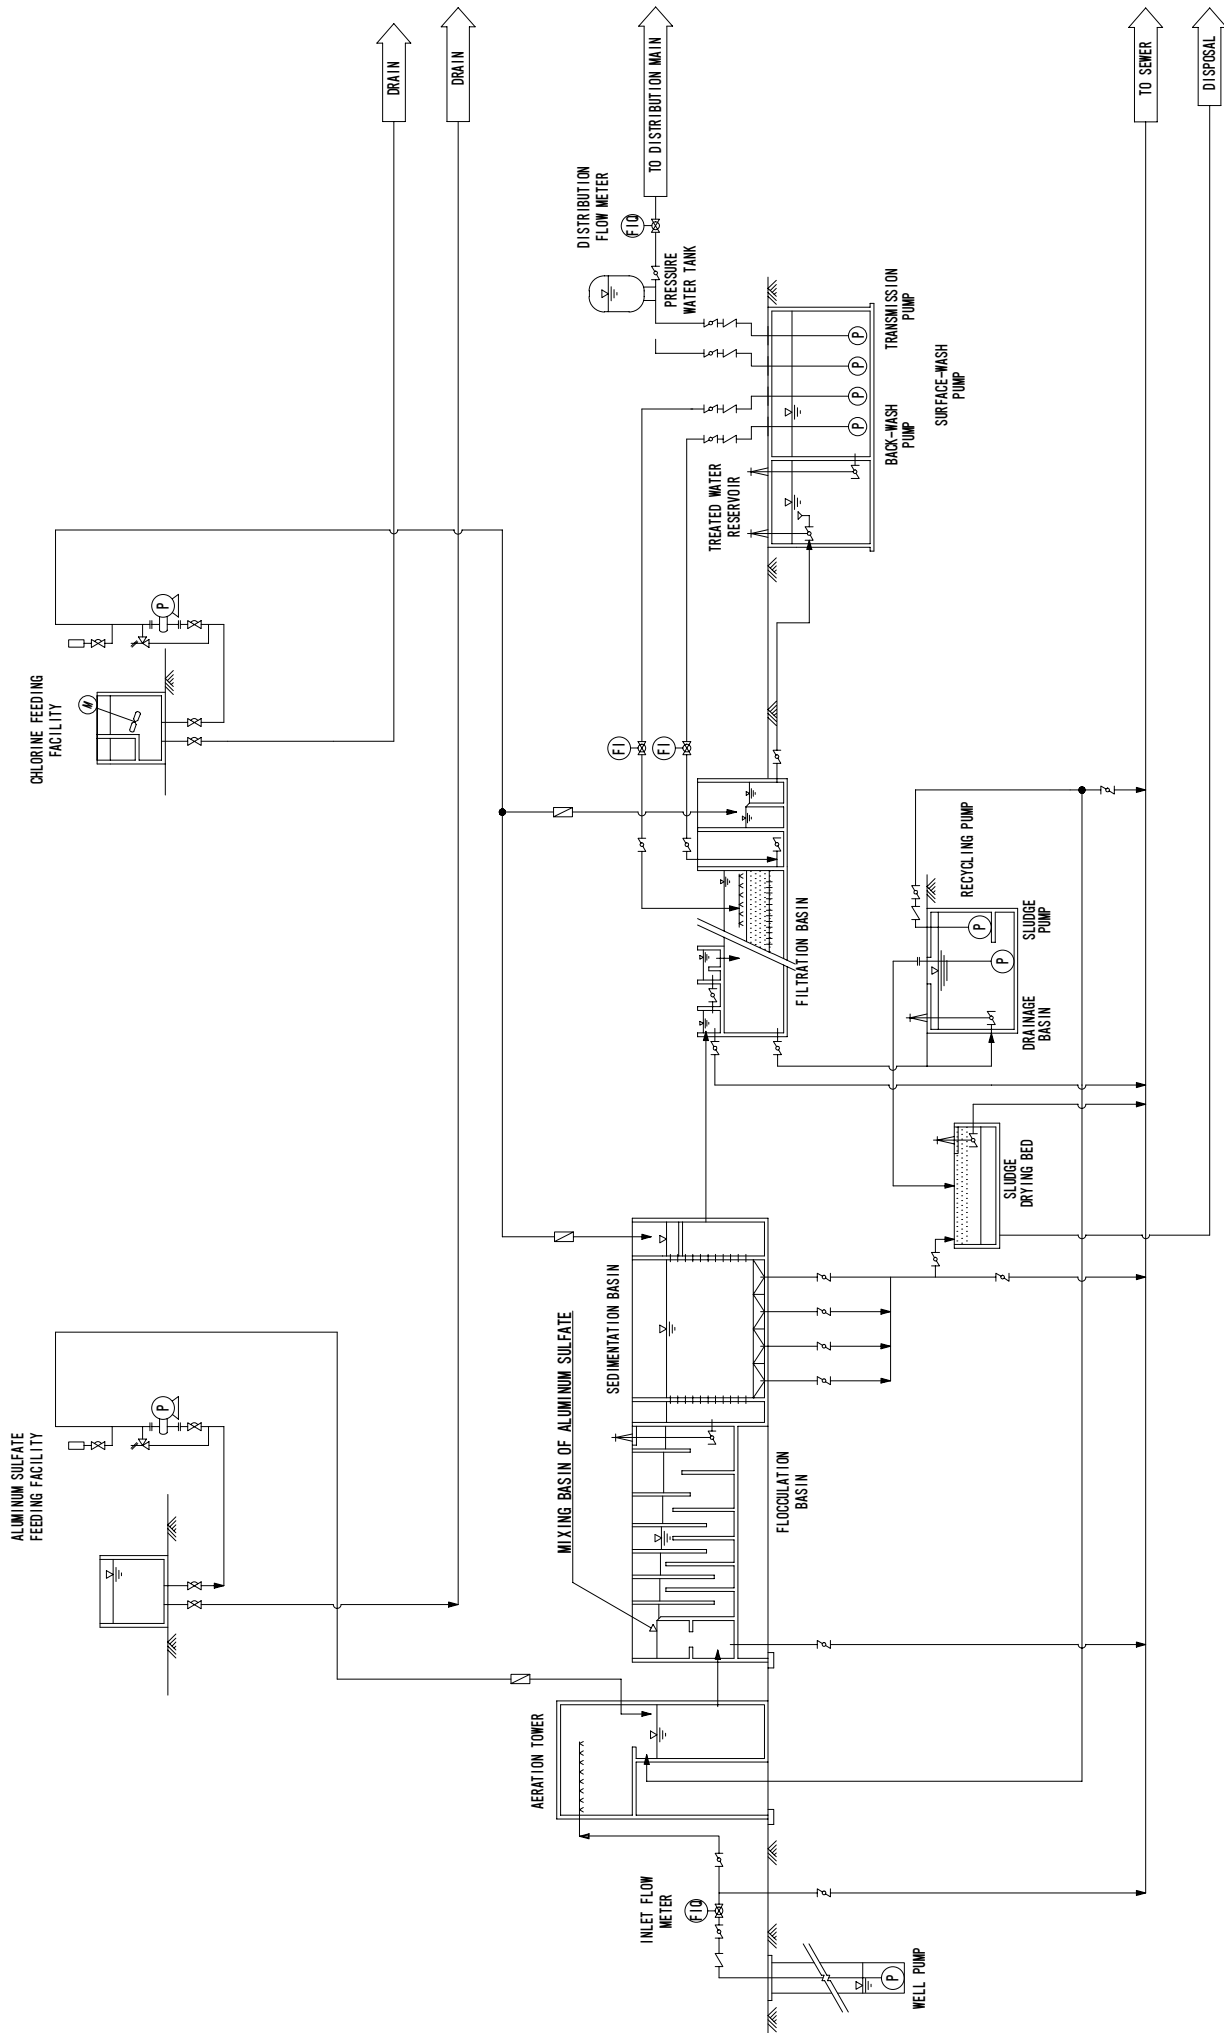 DRAIN
DRAIN
TO DISTRIBUTION MAIN
TO SEWER
DISPOSAL
DISTRIBUTION
FLOW METER
FIQ
PRESSURE
WATER TANK
TRANSMISSION
PUMP
SURFACE-WASH
PUMP
BACK-WASH
PUMP
P
P
P
P
TREATED WATER
RESERVOIR
CHLORINE FEEDING
FACILITY
P
M
FI
FI
FILTRATION BASIN
RECYCLING PUMP
SLUDGE
PUMP
P
P
DRAINAGE
BASIN
SLUDGE
DRYING BED
SEDIMENTATION BASIN
MIXING BASIN OF ALUMINUM SULFATE
FLOCCULATION
BASIN
ALUMINUM SULFATE
FEEDING FACILITY
P
AERATION TOWER
INLET FLOW
METER
FIQ
WELL PUMP
P